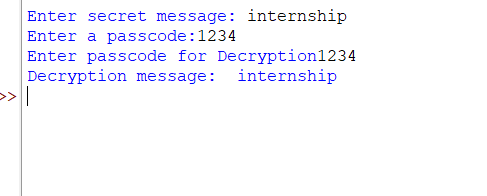 Enter secret message: internship
Enter a passcode:1234
Enter passcode for Decryption1234
Decryption message:  internship
>>